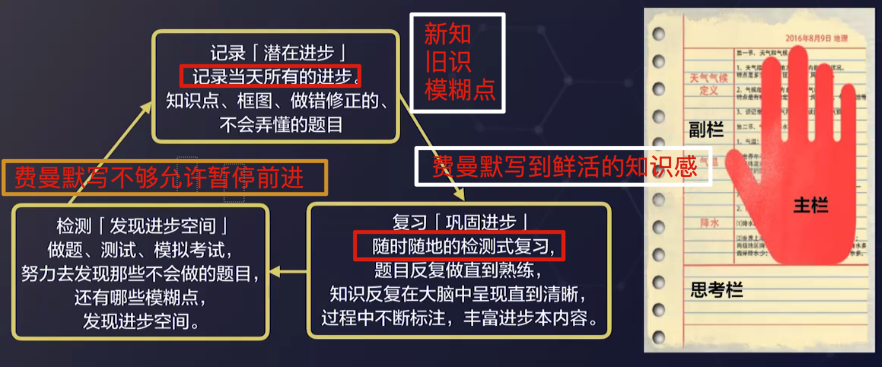 记录「潜在进步」
记录当天所有的进步。
知识点、框图、做错修正的、
不会弄懂的题目
新知
旧识
模糊点
费曼默写不够允许暂停前进
费曼默写到鲜活的知识感
检测「发现进步空间」
做题、测试、模拟考试，
努力去发现那些不会做的题目，
还有哪些模糊点，
发现进步空间。
复习「巩固进步」
随时随地的检测式复习，
题目反复做直到熟练，
知识反复在大脑中呈现直到清晰，
过程中不断标注，丰富进步本内容。
2016年8月9日 地理
天气气候
定义
副栏
气温
主栏
降水
思考栏